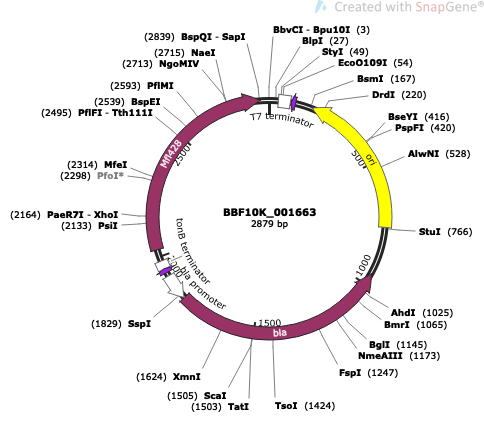 Created with SnapGene®
(2839) BspQI - SapI
BbvCI - Bpu10I (3)
(2715) NaeI
BlpI (27)
(2713) NgoMIV
StyI (49)
EcoO109I (54)
(2593) PflMI
BsmI (167)
(2539) BspEI
DrdI (220)
(2495) PflFI - Tth111I
BseYI (416)
PspFI (420)
T7 terminator
AlwNI (528)
Mfl428
2500
ori
500
(2314) MfeI
(2298) PfoI*
(2164) PaeR7I - XhoI
(2133) PsiI
BBF10K_001663
2879 bp
StuI (766)
tonB terminator
bla promoter
1000
AhdI (1025)
BmrI (1065)
(1829) SspI
1500
bla
BglI (1145)
NmeAIII (1173)
FspI (1247)
(1624) XmnI
(1505) ScaI
(1503) TatI
TsoI (1424)